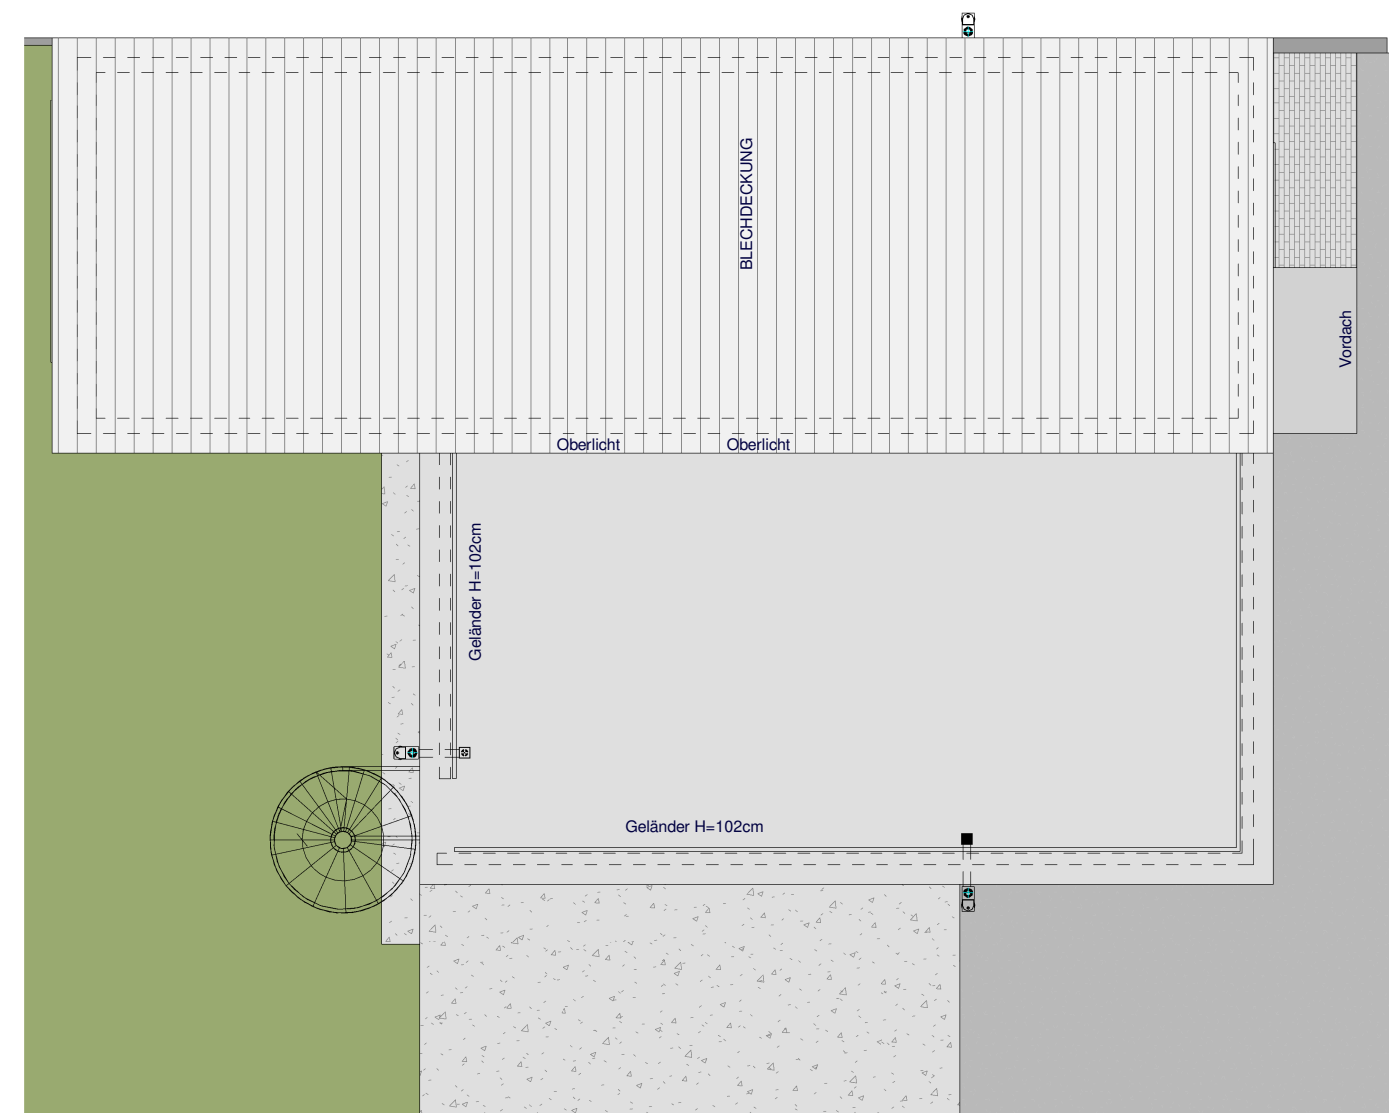 BLECHDECKUNG
Vordach
Oberlicht
Oberlicht
Geländer H=102cm
Geländer H=102cm